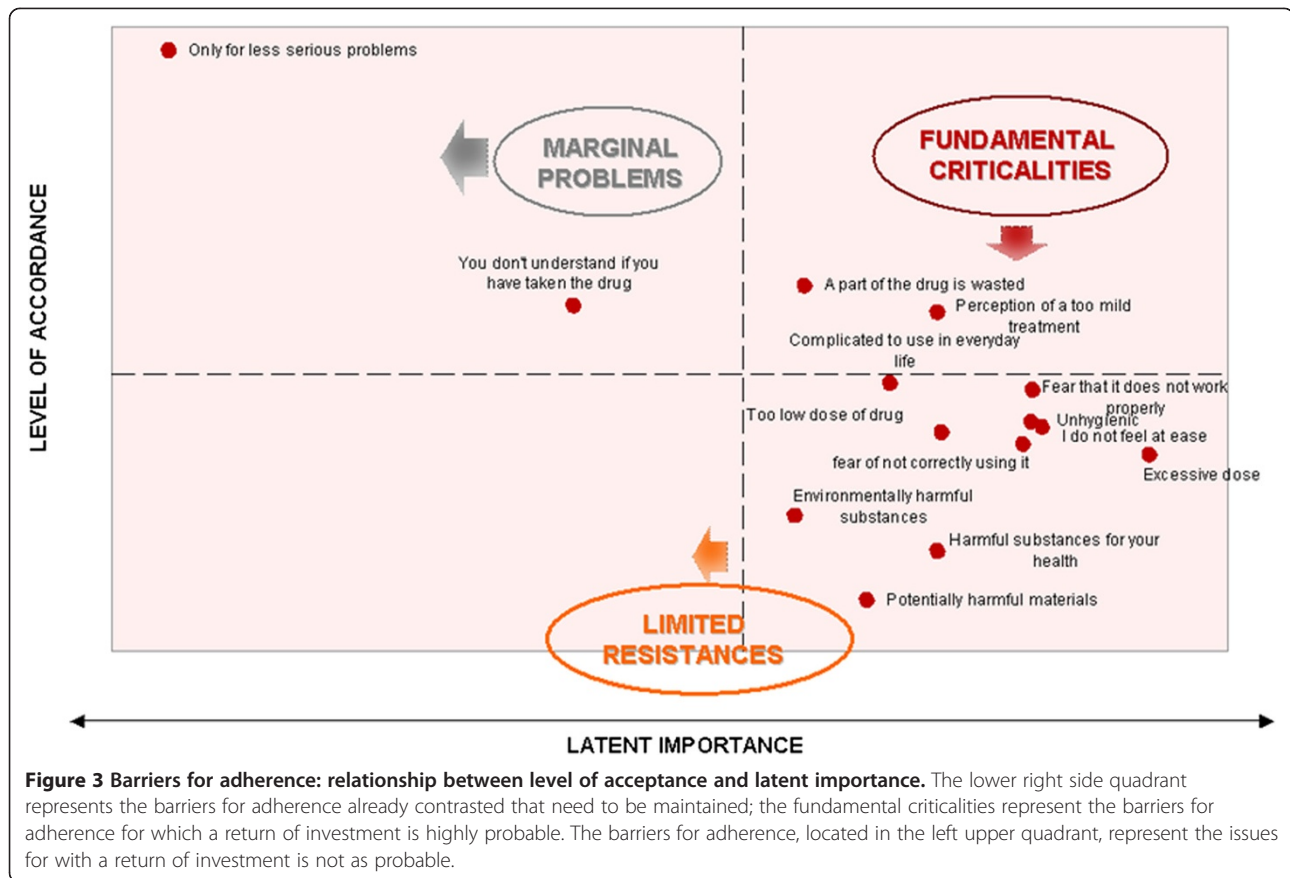 Only for less serious problems
MARGINAL
PROBLEMS
FUNDAMENTAL
CRITICALITIES
LEVEL OF ACCORDANCE
You don't understand if you
have taken the drug
A part of the drug is wasted
Perception of a too mild
treatment
Complicated to use in everyday
life
Fear that it does not work
properly
Too low dose of drug
Unhygienic
I do not feel at ease
fear of not correctly using it
Excessive dose
Environmentally harmful
substances
Harmful substances for your
health
Potentially harmful materials
LIMITED
RESISTANCES
LATENT IMPORTANCE
Figure 3 Barriers for adherence: relationship between level of acceptance and latent importance. The lower right side quadrant
represents the barriers for adherence already contrasted that need to be maintained; the fundamental criticalities represent the barriers for
adherence for which a return of investment is highly probable. The barriers for adherence, located in the left upper quadrant, represent the issues
for with a return of investment is not as probable.